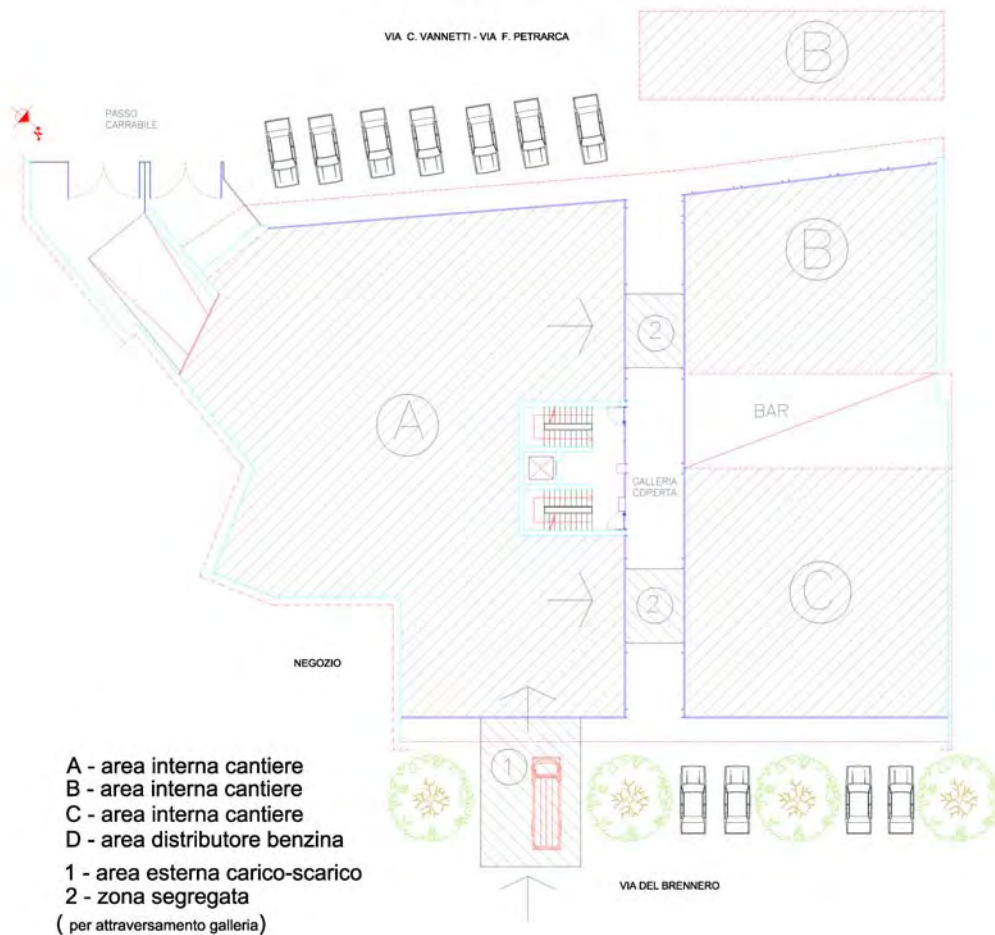 VIA C. VANNETTI - VIA F. PETRARCA
B
PASSO
CARRABILE
B
2
A
BAR
GALLERIA
COPERTA
2
C
NEGOZIO
1
A - area interna cantiere
B - area interna cantiere
C - area interna cantiere
D - area distributore benzina
1 - area esterna carico-scarico
2 - zona segregata
( per attraversamento galleria)
VIA DEL BRENNERO